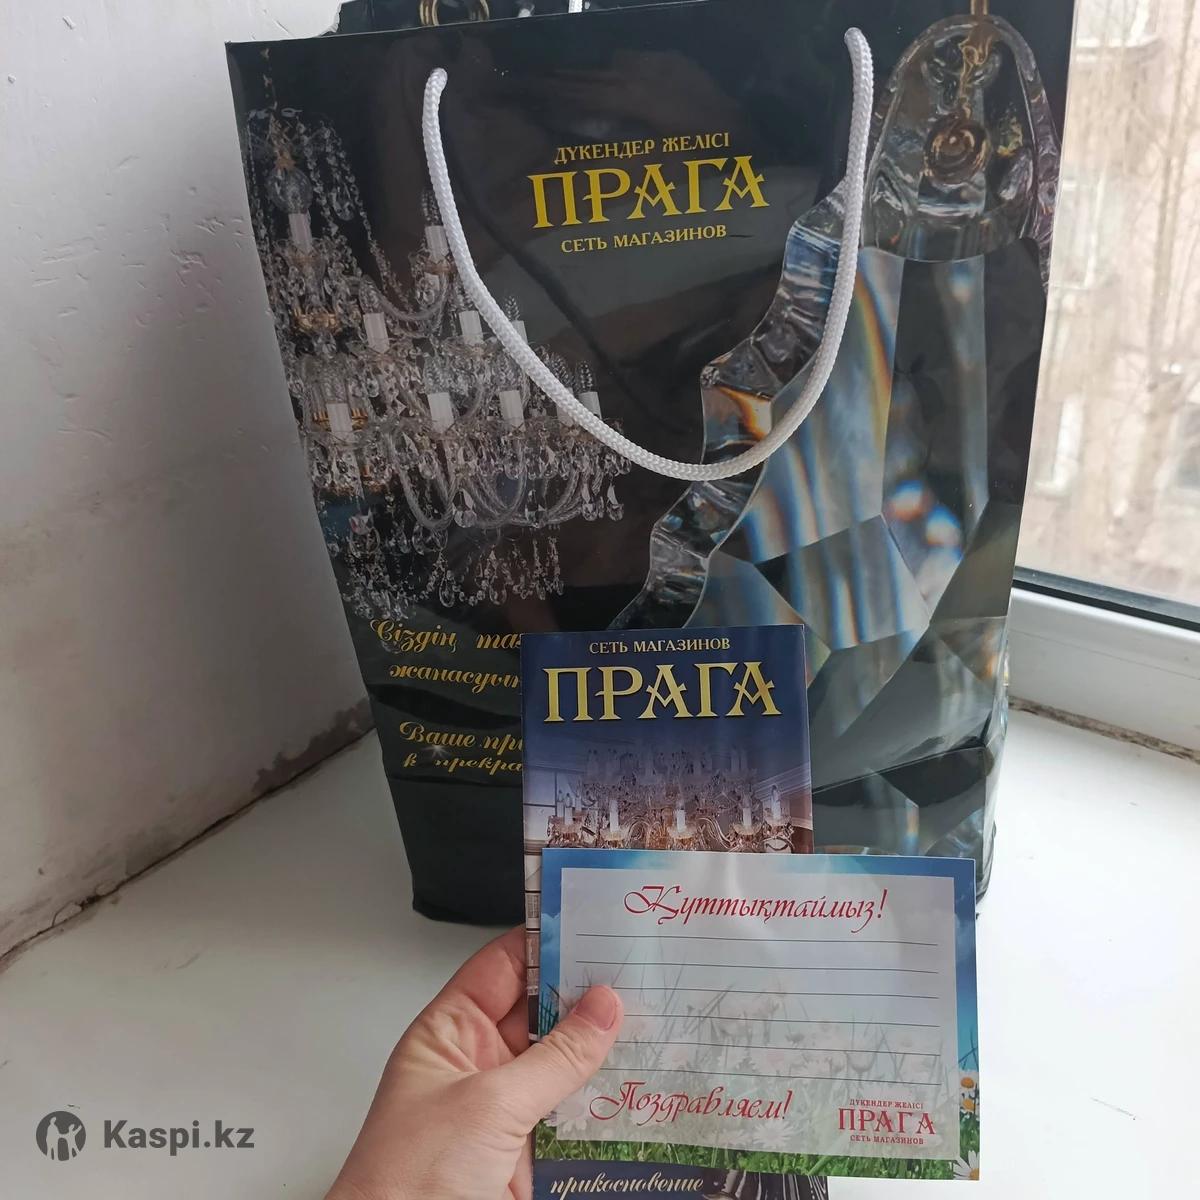 ДҮКЕНДЕР ЖЕЛІСІ
ПРАГА
СЕТЬ МАГАЗИНОВ
Сіздің
Ваше
к
СЕТЬ МАГАЗИНОВ
ПРАГА
Құттықтаймыз!
Поздравляем!
ДҮКЕНДЕР ЖЕЛІСІ
ПРАГА
СЕТЬ МАГАЗИНОВ
прикосновение
Kaspi.kz